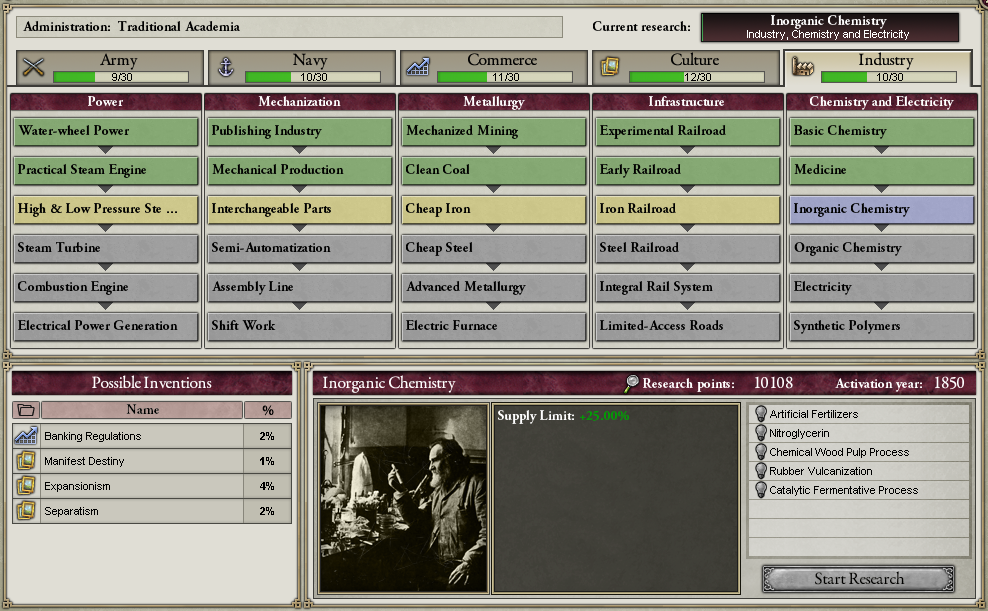 Administration: Traditional Academia
Current research:
Inorganic Chemistry
Industry, Chemistry and Electricity
Army
9/30
Navy
10/30
Commerce
11/30
Culture
12/30
Industry
10/30
Power
Mechanization
Metallurgy
Infrastructure
Chemistry and Electricity
Water-wheel Power
Publishing Industry
Mechanized Mining
Experimental Railroad
Basic Chemistry
Practical Steam Engine
Mechanical Production
Clean Coal
Early Railroad
Medicine
High & Low Pressure Ste ...
Interchangeable Parts
Cheap Iron
Iron Railroad
Inorganic Chemistry
Steam Turbine
Semi-Automatization
Cheap Steel
Steel Railroad
Organic Chemistry
Combustion Engine
Assembly Line
Advanced Metallurgy
Integral Rail System
Electricity
Electrical Power Generation
Shift Work
Electric Furnace
Limited-Access Roads
Synthetic Polymers
Possible Inventions
Name
%
Banking Regulations
2%
Manifest Destiny
1%
Expansionism
4%
Separatism
2%
Inorganic Chemistry
Research points: 10108
Activation year: 1850
Supply Limit: +25.00%
Artificial Fertilizers
Nitroglycerin
Chemical Wood Pulp Process
Rubber Vulcanization
Catalytic Fermentative Process
Start Research